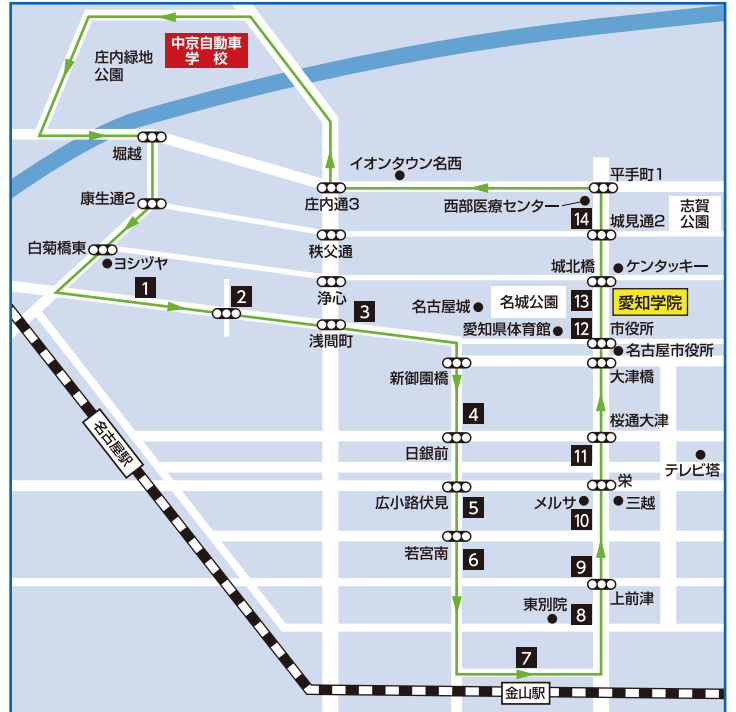 中京自動車
学　校
庄内緑地
公園
堀越
イオンタウン名西
平手町1
康生通2
庄内通3
西部医療センター
14
城見通2
志賀
公園
白菊橋東
ヨシヅヤ
秩父通
城北橋
ケンタッキー
1
2
浄心
3
名古屋城
名城公園
13
愛知学院
浅間町
愛知県体育館
12
市役所
名古屋市役所
新御園橋
大津橋
4
桜通大津
名古屋駅
日銀前
11
テレビ塔
栄
広小路伏見
5
メルサ
三越
10
若宮南
6
9
東別院
8
上前津
7
金山駅